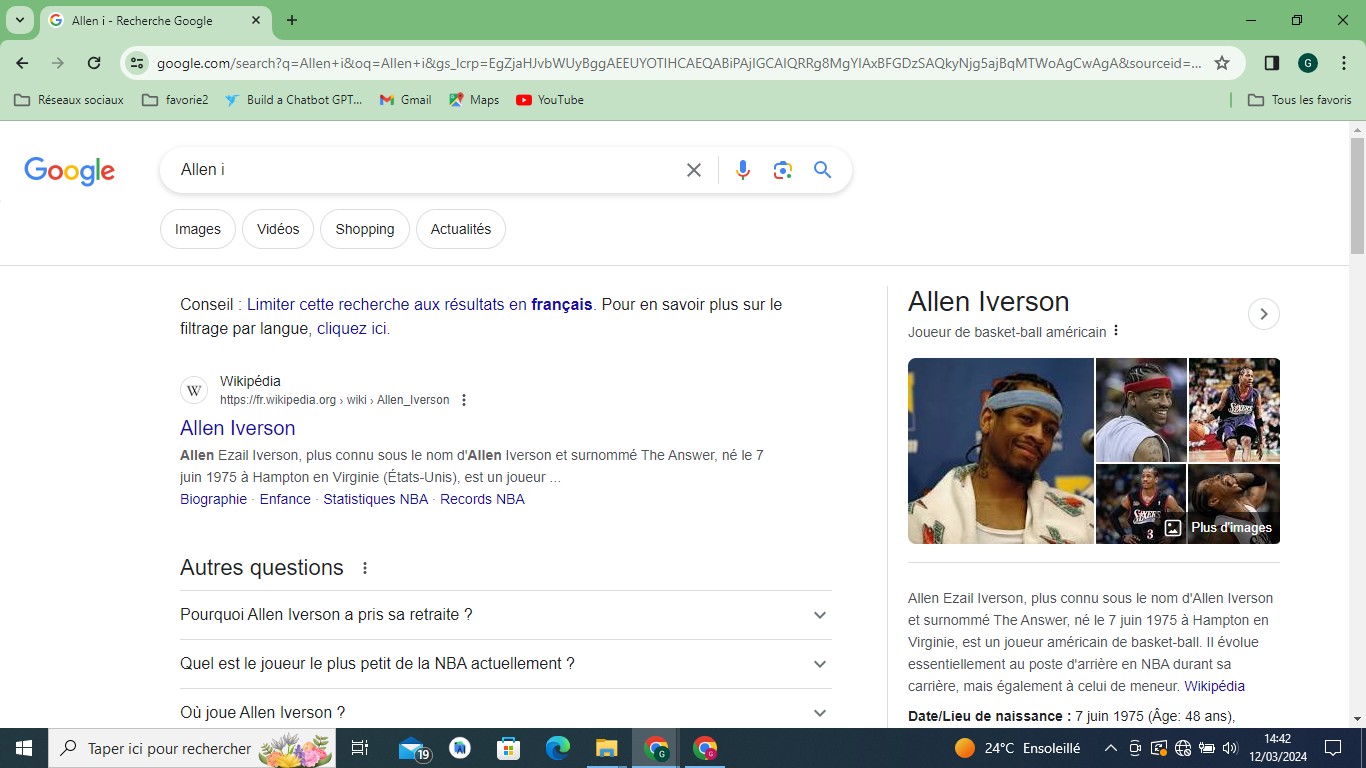 Allen i - Recherche Google
google.com/search?q=Allen+i&oq=Allen+i&gs_lcrp=EgZjaHJvbWUyBggAEEUYOTIHCAEQABiPAjIGCAIQRRg8MgYIAxBFGDzSAQkyNjg5ajBqMTWoAgCwAgA&sourceid=...
G
Réseaux sociaux
favorie2
Build a Chatbot GPT...
Gmail
Maps
YouTube
Tous les favoris
Google
Allen i
Images
Vidéos
Shopping
Actualités
Conseil : Limiter cette recherche aux résultats en français. Pour en savoir plus sur le
filtrage par langue, cliquez ici.
W
Wikipédia
https://fr.wikipedia.org › wiki › Allen_Iverson
Allen Iverson
Allen Ezail Iverson, plus connu sous le nom d'Allen Iverson et surnommé The Answer, né le 7
juin 1975 à Hampton en Virginie (États-Unis), est un joueur ...
Biographie · Enfance · Statistiques NBA · Records NBA
Autres questions
Pourquoi Allen Iverson a pris sa retraite ?
Quel est le joueur le plus petit de la NBA actuellement ?
Où joue Allen Iverson ?
Allen Iverson
Joueur de basket-ball américain
SIXERS
SIXERS
3
Plus d'images
Allen Ezail Iverson, plus connu sous le nom d'Allen Iverson
et surnommé The Answer, né le 7 juin 1975 à Hampton en
Virginie, est un joueur américain de basket-ball. Il évolue
essentiellement au poste d'arrière en NBA durant sa
carrière, mais également à celui de meneur. Wikipédia
Date/Lieu de naissance : 7 juin 1975 (Âge: 48 ans),
Taper ici pour rechercher
19
G
G
24°C Ensoleillé
14:42
12/03/2024